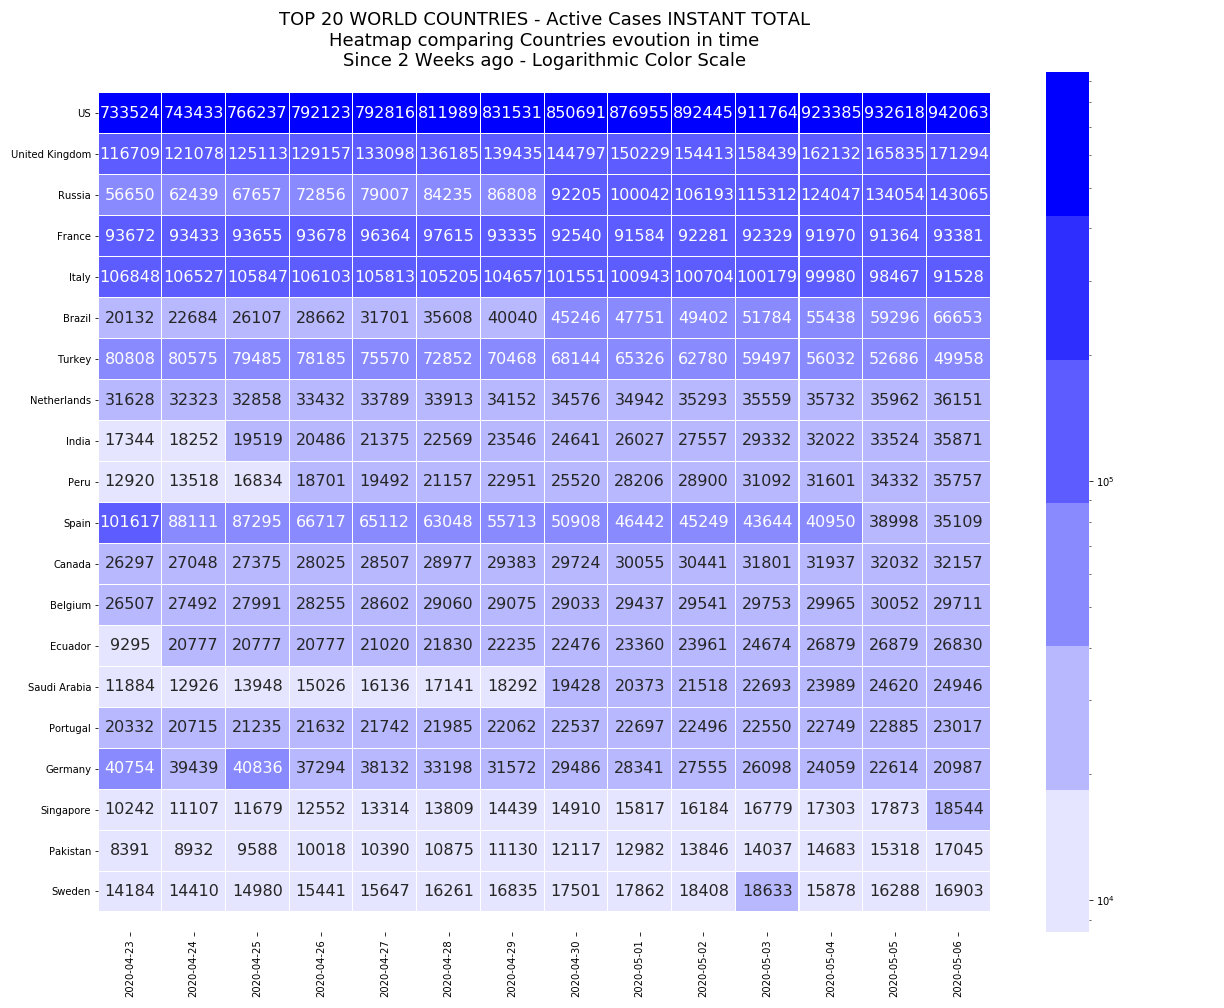 TOP 20 WORLD COUNTRIES - Active Cases INSTANT TOTAL
Heatmap comparing Countries evoution in time
Since 2 Weeks ago - Logarithmic Color Scale
US 733524 743433 766237 792123 792816 811989 831531 850691 876955 892445 911764 923385 932618 942063
United Kingdom 116709 121078 125113 129157 133098 136185 139435 144797 150229 154413 158439 162132 165835 171294
Russia 56650 62439 67657 72856 79007 84235 86808 92205 100042 106193 115312 124047 134054 143065
France 93672 93433 93655 93678 96364 97615 93335 92540 91584 92281 92329 91970 91364 93381
Italy 106848 106527 105847 106103 105813 105205 104657 101551 100943 100704 100179 99980 98467 91528
Brazil 20132 22684 26107 28662 31701 35608 40040 45246 47751 49402 51784 55438 59296 66653
Turkey 80808 80575 79485 78185 75570 72852 70468 68144 65326 62780 59497 56032 52686 49958
Netherlands 31628 32323 32858 33432 33789 33913 34152 34576 34942 35293 35559 35732 35962 36151
India 17344 18252 19519 20486 21375 22569 23546 24641 26027 27557 29332 32022 33524 35871
Peru 12920 13518 16834 18701 19492 21157 22951 25520 28206 28900 31092 31601 34332 35757
Spain 101617 88111 87295 66717 65112 63048 55713 50908 46442 45249 43644 40950 38998 35109
Canada 26297 27048 27375 28025 28507 28977 29383 29724 30055 30441 31801 31937 32032 32157
Belgium 26507 27492 27991 28255 28602 29060 29075 29033 29437 29541 29753 29965 30052 29711
Ecuador 9295 20777 20777 20777 21020 21830 22235 22476 23360 23961 24674 26879 26879 26830
Saudi Arabia 11884 12926 13948 15026 16136 17141 18292 19428 20373 21518 22693 23989 24620 24946
Portugal 20332 20715 21235 21632 21742 21985 22062 22537 22697 22496 22550 22749 22885 23017
Germany 40754 39439 40836 37294 38132 33198 31572 29486 28341 27555 26098 24059 22614 20987
Singapore 10242 11107 11679 12552 13314 13809 14439 14910 15817 16184 16779 17303 17873 18544
Pakistan 8391 8932 9588 10018 10390 10875 11130 12117 12982 13846 14037 14683 15318 17045
Sweden 14184 14410 14980 15441 15647 16261 16835 17501 17862 18408 18633 15878 16288 16903
2020-04-23 2020-04-24 2020-04-25 2020-04-26 2020-04-27 2020-04-28 2020-04-29 2020-04-30 2020-05-01 2020-05-02 2020-05-03 2020-05-04 2020-05-05 2020-05-06
10⁵
10⁴